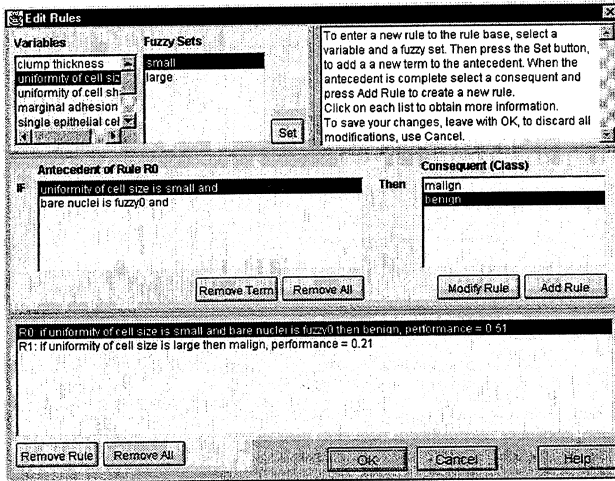 Edit Rules
Variables
clump thickness
uniformity of cell siz
uniformity of cell sh
marginal adhesion
single epithelial cel
Fuzzy Sets
small
large
Set
To enter a new rule to the rule base, select a
variable and a fuzzy set. Then press the Set button,
to add a a new term to the antecedent. When the
antecedent is complete select a consequent and
press Add Rule to create a new rule.
Click on each list to obtain more information.
To save your changes, leave with OK, to discard all
modifications, use Cancel.
Antecedent of Rule R0
IF
uniformity of cell size is small and
bare nuclei is fuzzy0 and
Remove Term
Remove All
Then
Consequent (Class)
malign
benign
Modify Rule
Add Rule
R0: if uniformity of cell size is small and bare nuclei is fuzzy0 then benign, performance = 0.51
R1: if uniformity of cell size is large then malign, performance = 0.21
Remove Rule
Remove All
OK
Cancel
Help